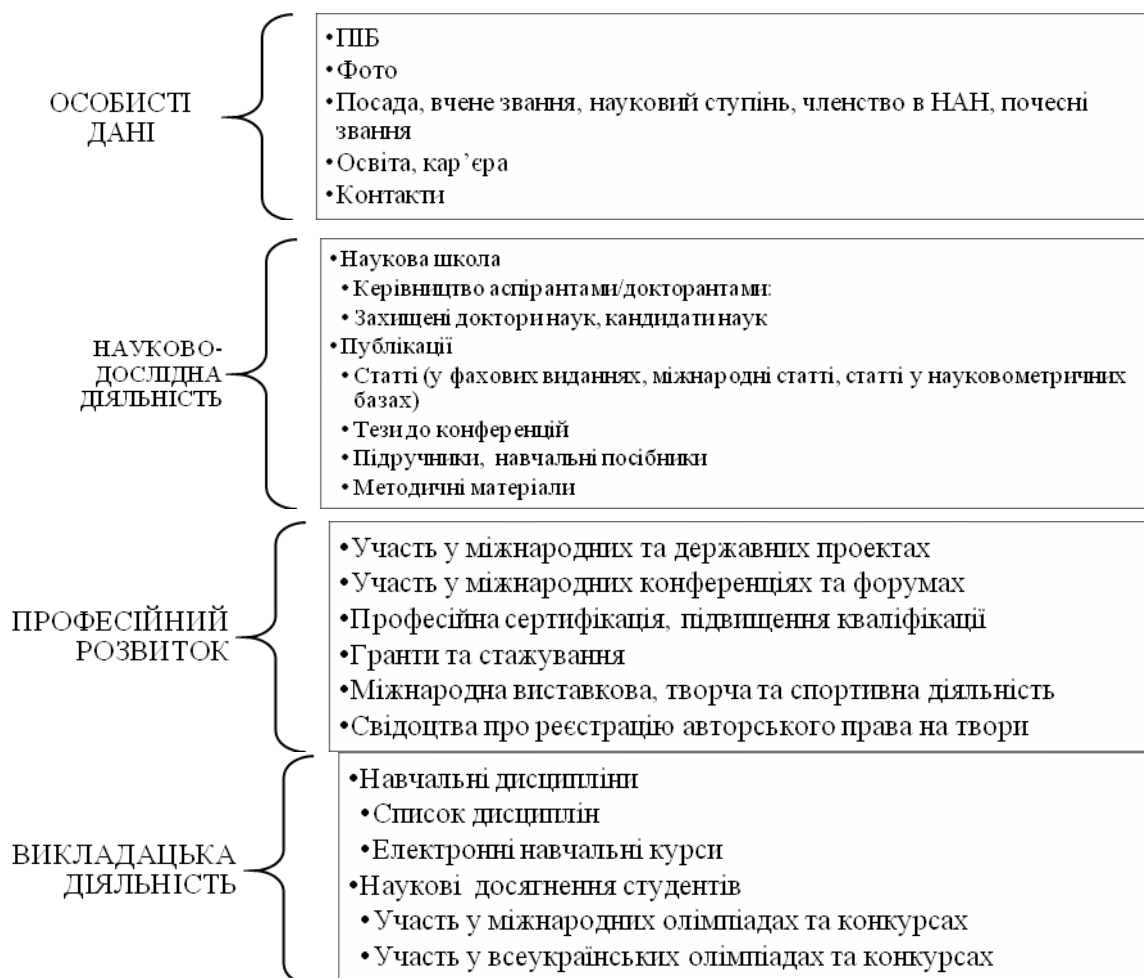 ОСОБИСТІ
ДАНІ
•ПІБ
•Фото
•Посада, вчене звання, науковий ступінь, членство в НАН, почесні
звання
•Освіта, кар’єра
•Контакти
НАУКОВО-
ДОСЛІДНА
ДІЯЛЬНІСТЬ
•Наукова школа
•Керівництво аспірантами/докторантами:
•Захищені доктори наук, кандидати наук
•Публікації
•Статті (у фахових виданнях, міжнародні статті, статті у науковометричних
базах)
•Тези до конференцій
•Підручники, навчальні посібники
•Методичні матеріали
ПРОФЕСІЙНИЙ
РОЗВИТОК
•Участь у міжнародних та державних проектах
•Участь у міжнародних конференціях та форумах
•Професійна сертифікація, підвищення кваліфікації
•Гранти та стажування
•Міжнародна виставкова, творча та спортивна діяльність
•Свідоцтва про реєстрацію авторського права на твори
ВИКЛАДАЦЬКА
ДІЯЛЬНІСТЬ
•Навчальні дисципліни
•Список дисциплін
•Електронні навчальні курси
•Наукові досягнення студентів
•Участь у міжнародних олімпіадах та конкурсах
•Участь у всеукраїнських олімпіадах та конкурсах